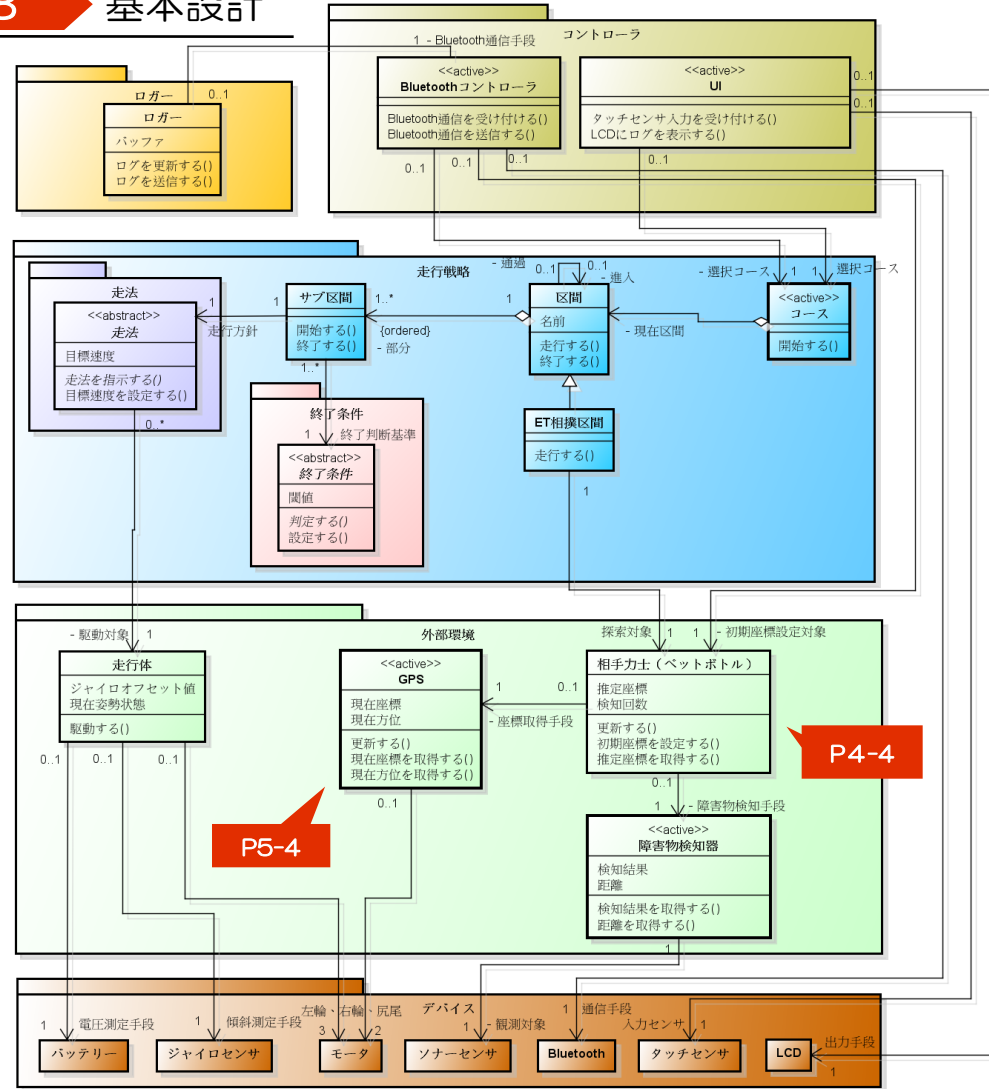 3 基本設計
コントローラ
1 - Bluetooth通信手段
<<active>>
Bluetoothコントローラ
Bluetooth通信を受け付ける()
Bluetooth通信を送信する()
<<active>>
UI
タッチセンサ入力を受け付ける()
LCDにログを表示する()
0..1
0..1
ロガー
0..1
ロガー
バッファ
ログを更新する()
ログを送信する()
0..1
0..1
0..1
0..1
走行戦略
- 通過
0..1
0..1
- 進入
- 選択コース
1
1
選択コース
走法
<<abstract>>
走法
目標速度
走法を指示する()
目標速度を設定する()
0..*
1
走行方針
1
サブ区間
開始する()
終了する()
1..*
{ordered}
- 部分
1
1..*
区間
名前
走行する()
終了する()
- 現在区間
<<active>>
コース
開始する()
終了条件
1
終了判断基準
<<abstract>>
終了条件
閾値
判定する()
設定する()
ET相撲区間
走行する()
1
外部環境
- 駆動対象
1
走行体
ジャイロオフセット値
現在姿勢状態
駆動する()
0..1
0..1
0..1
<<active>>
GPS
現在座標
現在方位
更新する()
現在座標を取得する()
現在方位を取得する()
0..1
1
0..1
- 座標取得手段
探索対象
1
1
- 初期座標設定対象
相手力士（ペットボトル）
推定座標
検知回数
更新する()
初期座標を設定する()
推定座標を取得する()
0..1
1
- 障害物検知手段
<<active>>
障害物検知器
検知結果
距離
検知結果を取得する()
距離を取得する()
1
P4-4
P5-4
デバイス
1
電圧測定手段
バッテリー
1
傾斜測定手段
ジャイロセンサ
左輪、右輪、尻尾
3
2
モータ
1
- 観測対象
ソナーセンサ
1
通信手段
Bluetooth
入力センサ
1
タッチセンサ
LCD
出力手段
1